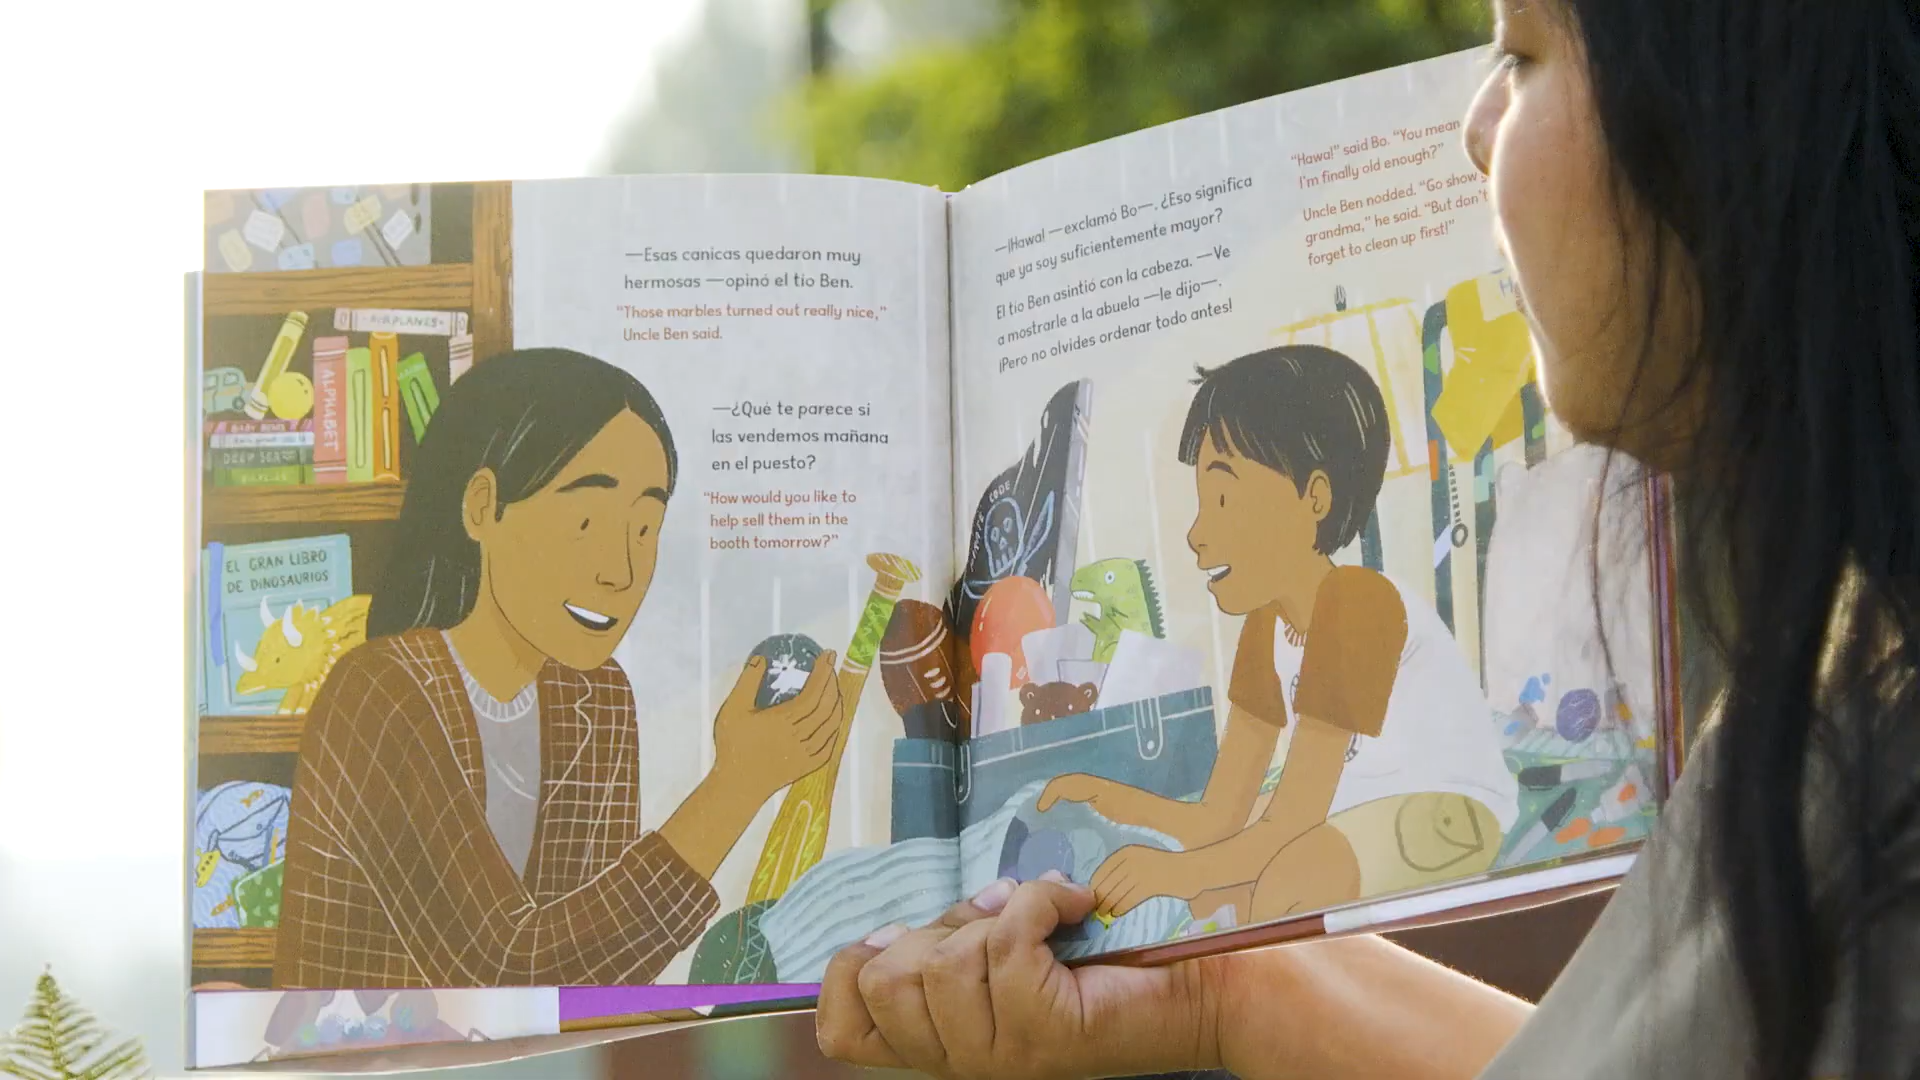 —Esas canicas quedaron muy
hermosas —opinó el tío Ben.
“Those marbles turned out really nice,”
Uncle Ben said.
—¿Qué te parece si
las vendemos mañana
en el puesto?
“How would you like to
help sell them in the
booth tomorrow?”
AIRPLANES
ALPHABET
EL GRAN LIBRO
DE DINOSAURIOS
—¡Hawa! —exclamó Bo—. ¿Eso significa
que ya soy suficientemente mayor?
El tío Ben asintió con la cabeza. —Ve
a mostrarle a la abuela —le dijo—.
¡Pero no olvides ordenar todo antes!
“Hawa!” said Bo. “You mean
I’m finally old enough?”
Uncle Ben nodded. “Go show
grandma,” he said. “But don’t
forget to clean up first!”
PIRATE CODE